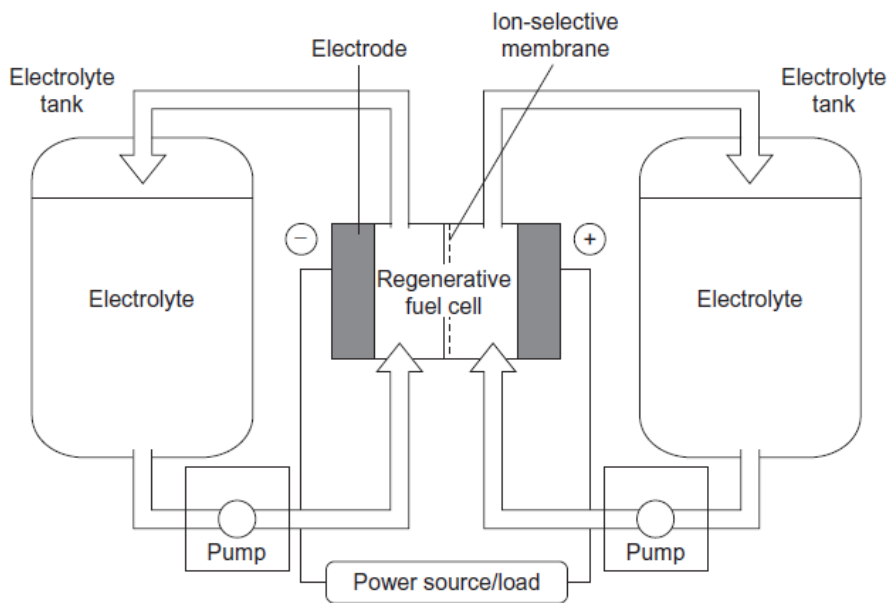 Ion-selective
membrane
Electrode
Electrolyte
tank
Electrolyte
tank
−
+
Regenerative
fuel cell
Electrolyte
Electrolyte
Pump
Pump
Power source/load